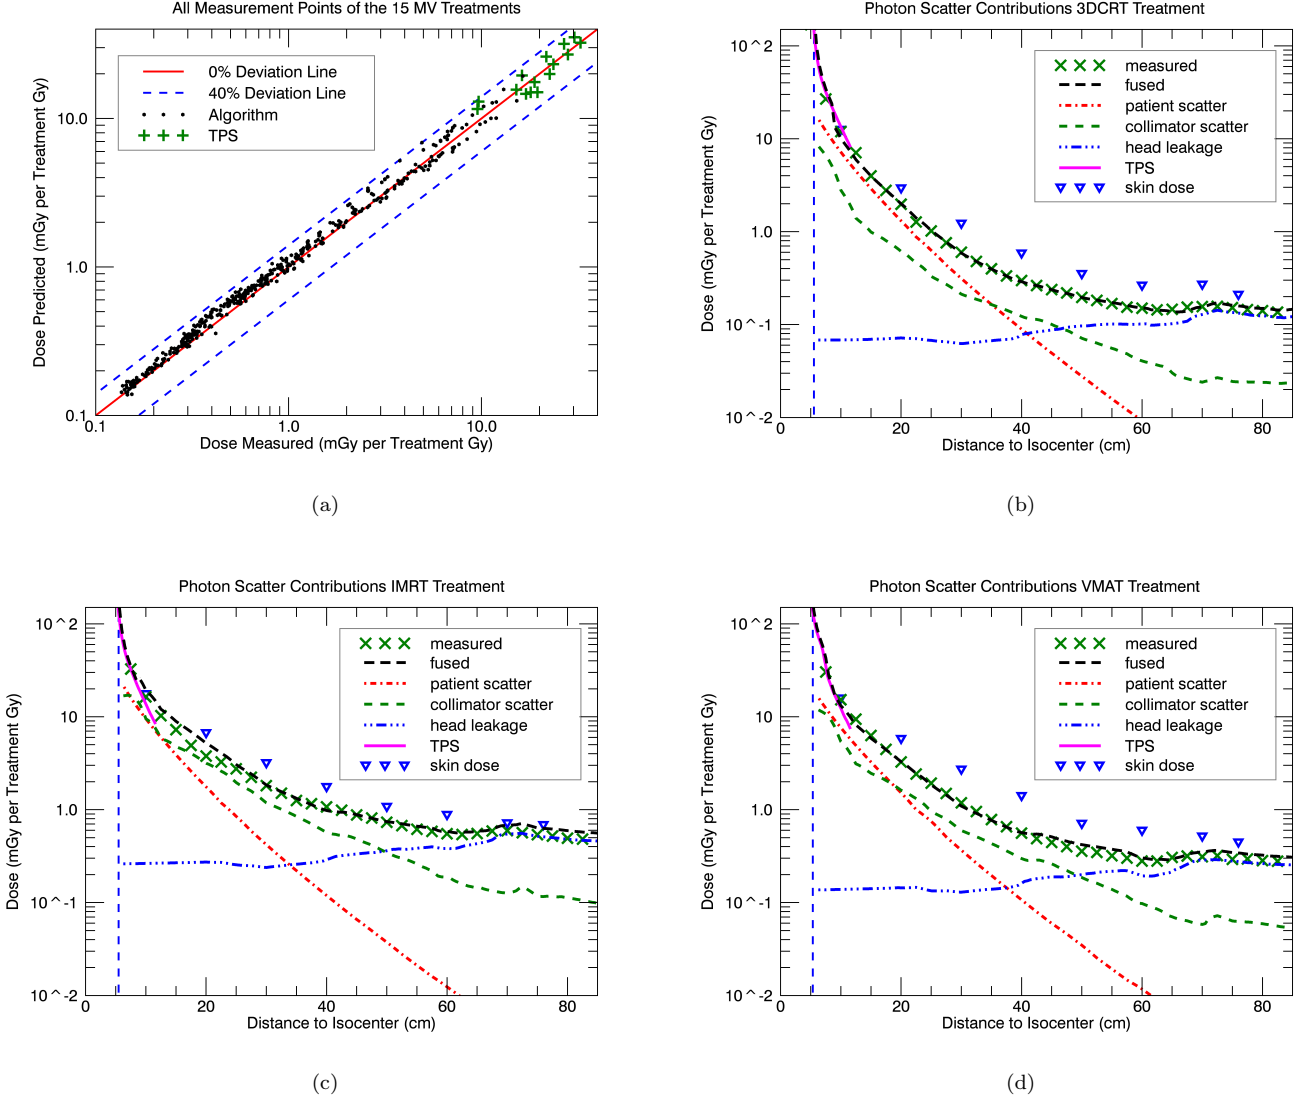 All Measurement Points of the 15 MV Treatments
0% Deviation Line
40% Deviation Line
Algorithm
TPS
Dose Predicted (mGy per Treatment Gy)
10.0
1.0
0.1
0.1 1.0 10.0
Dose Measured (mGy per Treatment Gy)
(a)
Photon Scatter Contributions 3DCRT Treatment
measured
fused
patient scatter
collimator scatter
head leakage
TPS
skin dose
Dose (mGy per Treatment Gy)
10^2
10
1.0
10^-1
10^-2
0 20 40 60 80
Distance to Isocenter (cm)
(b)
Photon Scatter Contributions IMRT Treatment
measured
fused
patient scatter
collimator scatter
head leakage
TPS
skin dose
Dose (mGy per Treatment Gy)
10^2
10
1.0
10^-1
10^-2
0 20 40 60 80
Distance to Isocenter (cm)
(c)
Photon Scatter Contributions VMAT Treatment
measured
fused
patient scatter
collimator scatter
head leakage
TPS
skin dose
Dose (mGy per Treatment Gy)
10^2
10
1.0
10^-1
10^-2
0 20 40 60 80
Distance to Isocenter (cm)
(d)